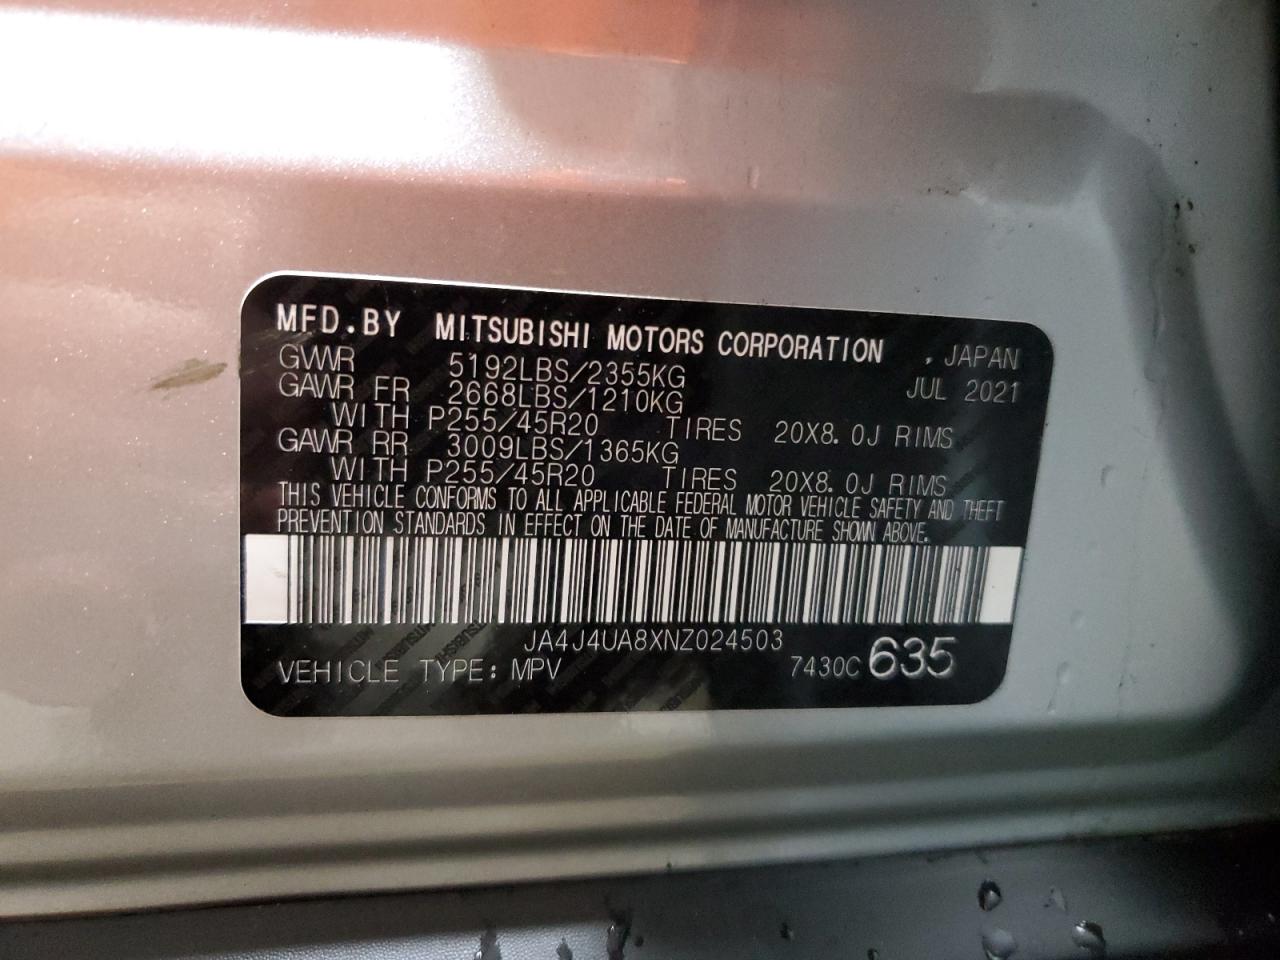 MFD.BY MITSUBISHI MOTORS CORPORATION , JAPAN
GVWR 5192LBS/2355KG JUL 2021
GAWR FR 2668LBS/1210KG
WITH P255/45R20 TIRES 20X8.0J RIMS
GAWR RR 3009LBS/1365KG
WITH P255/45R20 TIRES 20X8.0J RIMS
THIS VEHICLE CONFORMS TO ALL APPLICABLE FEDERAL MOTOR VEHICLE SAFETY AND THEFT
PREVENTION STANDARDS IN EFFECT ON THE DATE OF MANUFACTURE SHOWN ABOVE.
JA4J4UA8XNZ024503
VEHICLE TYPE: MPV 7430C 635